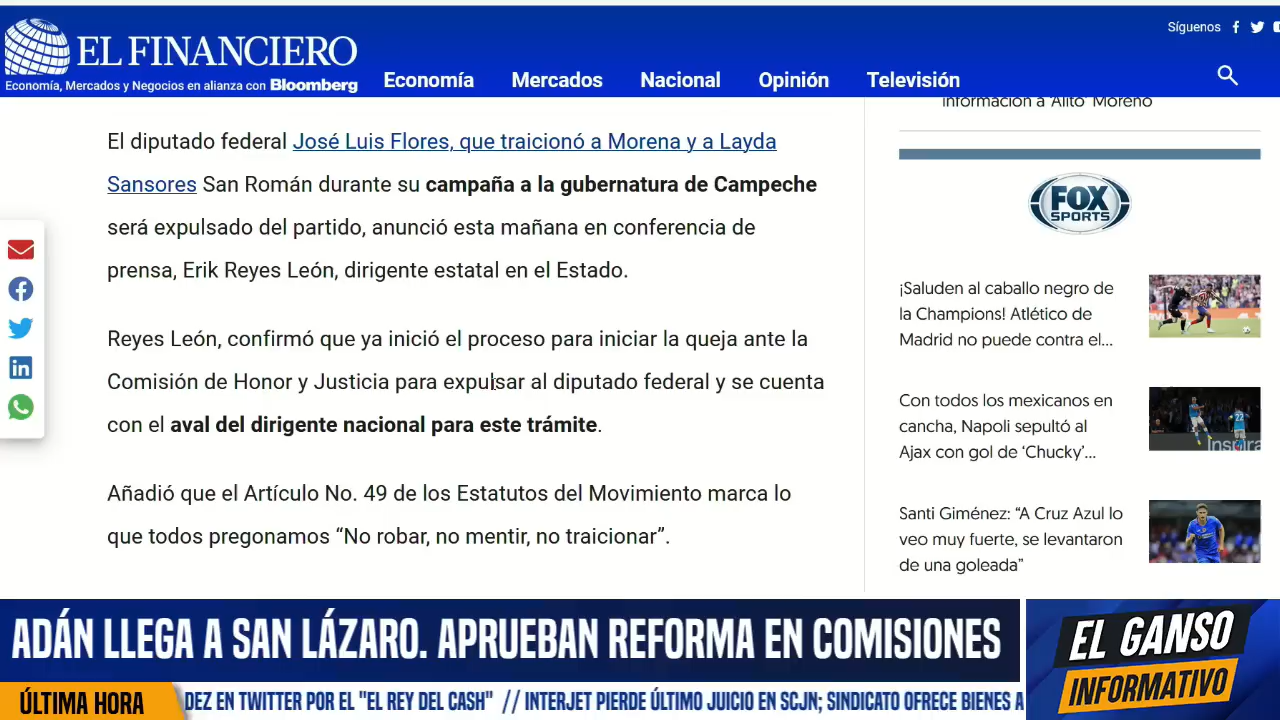 Síguenos
EL FINANCIERO
Economía, Mercados y Negocios en alianza con Bloomberg
Economía Mercados Nacional Opinión Televisión
información a 'Alito' Moreno
El diputado federal José Luis Flores, que traicionó a Morena y a Layda
Sansores San Román durante su campaña a la gubernatura de Campeche
será expulsado del partido, anunció esta mañana en conferencia de
prensa, Erik Reyes León, dirigente estatal en el Estado.
Reyes León, confirmó que ya inició el proceso para iniciar la queja ante la
Comisión de Honor y Justicia para expulsar al diputado federal y se cuenta
con el aval del dirigente nacional para este trámite.
Añadió que el Artículo No. 49 de los Estatutos del Movimiento marca lo
que todos pregonamos “No robar, no mentir, no traicionar”.
FOX
SPORTS
¡Saluden al caballo negro de
la Champions! Atlético de
Madrid no puede contra el...
Con todos los mexicanos en
cancha, Napoli sepultó al
Ajax con gol de ‘Chucky’...
Santi Giménez: “A Cruz Azul lo
veo muy fuerte, se levantaron
de una goleada”
ADÁN LLEGA A SAN LÁZARO. APRUEBAN REFORMA EN COMISIONES
EL GANSO
INFORMATIVO
ÚLTIMA HORA
DEZ EN TWITTER POR EL "EL REY DEL CASH" // INTERJET PIERDE ÚLTIMO JUICIO EN SCJN; SINDICATO OFRECE BIENES A